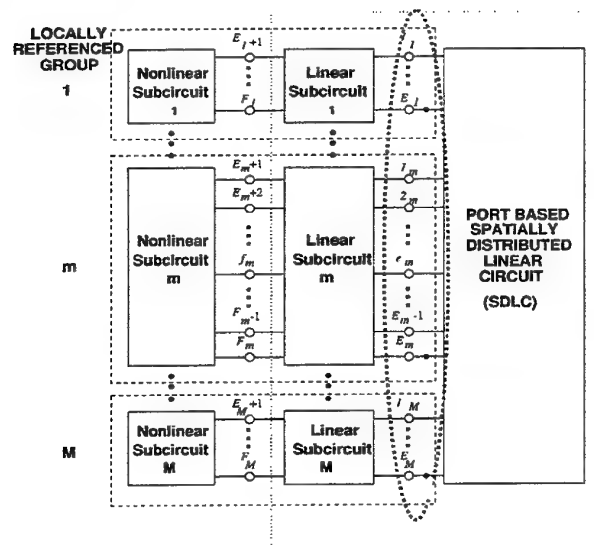 LOCALLY
REFERENCED
GROUP
1
Nonlinear
Subcircuit
1
E1+1
F1
Linear
Subcircuit
1
1
E1
m
Nonlinear
Subcircuit
m
Em+1
Em+2
fm
Fm-1
Fm
Linear
Subcircuit
m
1m
2m
em
Em-1
Em
PORT BASED
SPATIALLY
DISTRIBUTED
LINEAR
CIRCUIT
(SDLC)
M
Nonlinear
Subcircuit
M
EM+1
FM
Linear
Subcircuit
M
1M
EM